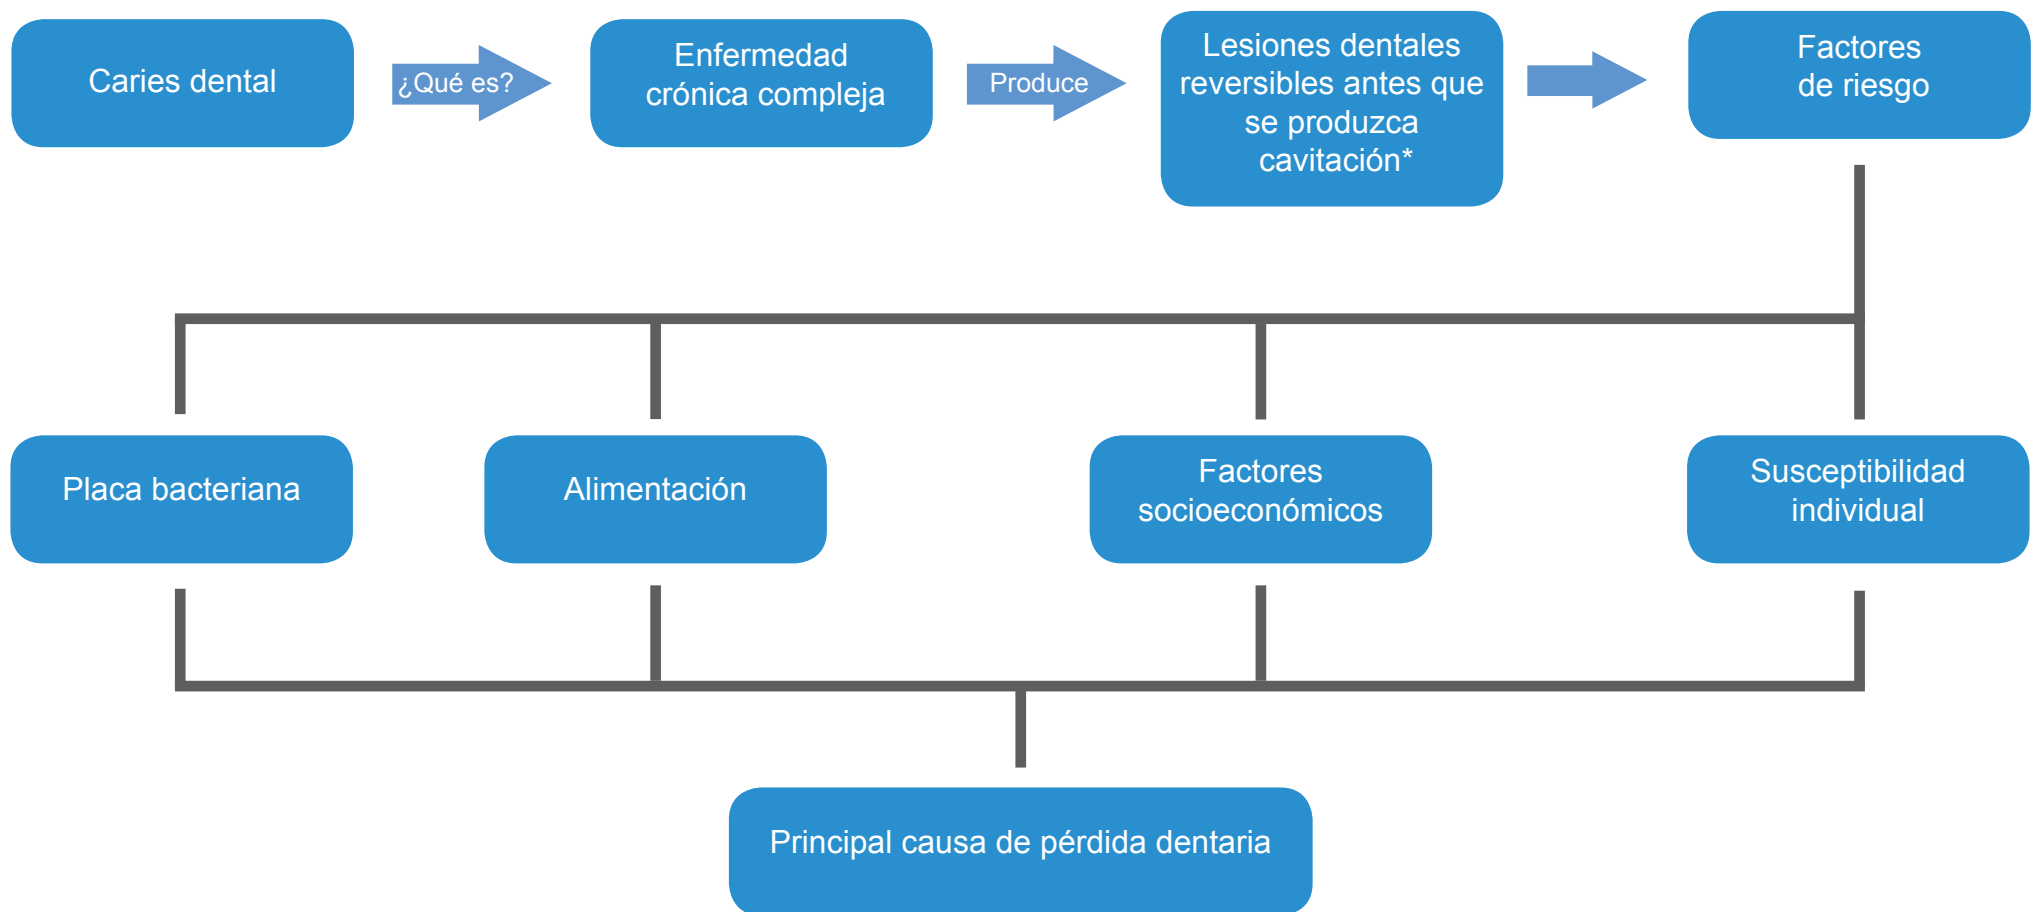 Caries dental
¿Qué es?
Enfermedad
crónica compleja
Produce
Lesiones dentales
reversibles antes que
se produzca
cavitación*
Factores
de riesgo
Placa bacteriana
Alimentación
Factores
socioeconómicos
Susceptibilidad
individual
Principal causa de pérdida dentaria